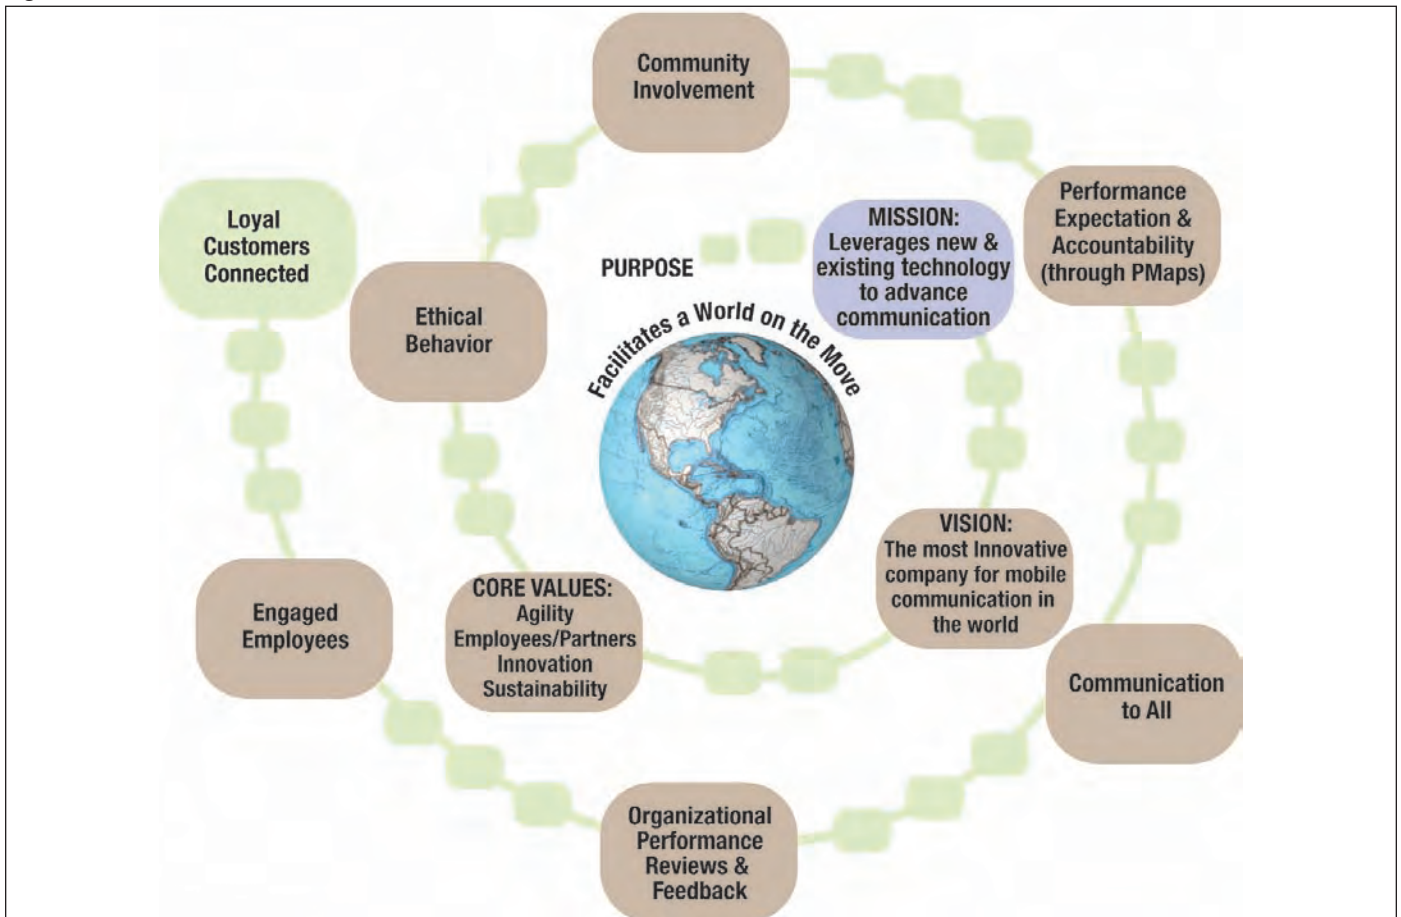 Community
Involvement
Loyal
Customers
Connected
MISSION:
Leverages new &
existing technology
to advance
communication
Performance
Expectation &
Accountability
(through PMaps)
PURPOSE
Facilitates a World on the Move
Ethical
Behavior
VISION:
The most Innovative
company for mobile
communication in
the world
CORE VALUES:
Agility
Employees/Partners
Innovation
Sustainability
Engaged
Employees
Communication
to All
Organizational
Performance
Reviews &
Feedback